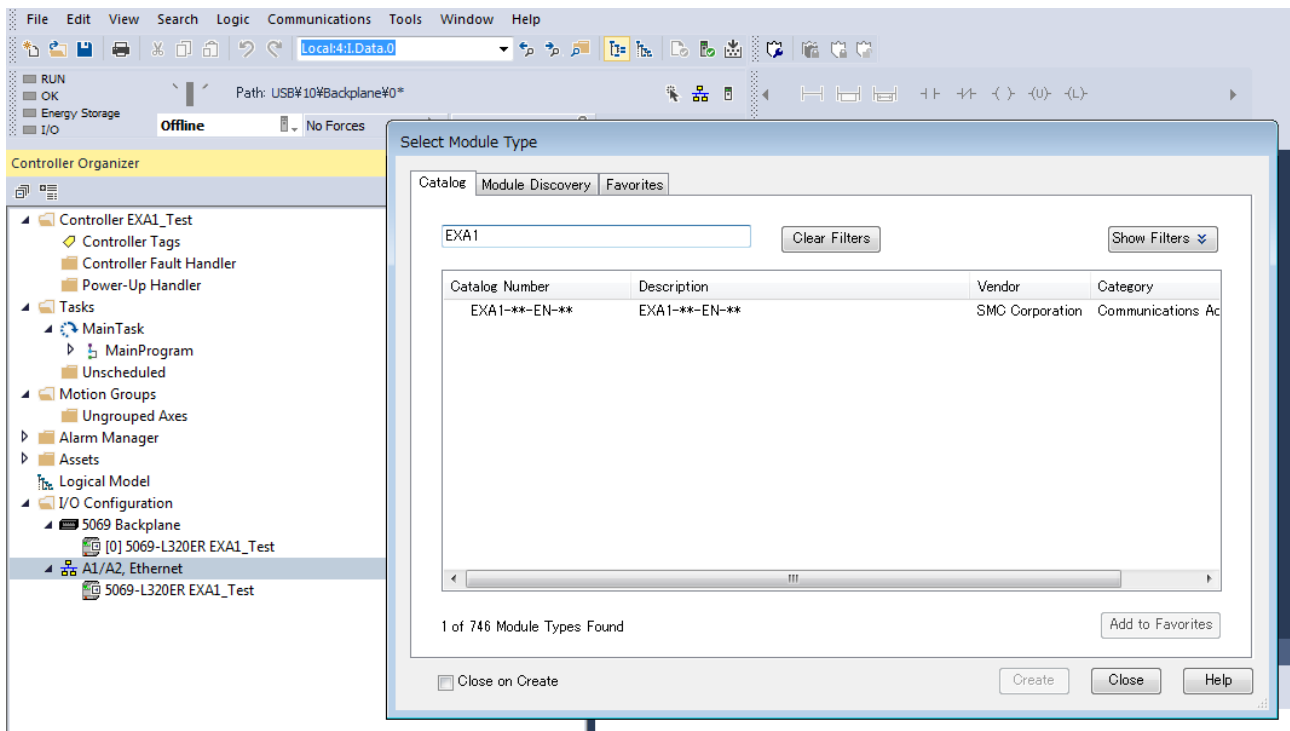 File Edit View Search Logic Communications Tools Window Help
Local:4:I.Data.0
RUN
OK
Energy Storage
I/O
Path: USB¥10¥Backplane¥0*
Offline
No Forces
-(U)- -(L)-
Controller Organizer
Controller EXA1_Test
Controller Tags
Controller Fault Handler
Power-Up Handler
Tasks
MainTask
MainProgram
Unscheduled
Motion Groups
Ungrouped Axes
Alarm Manager
Assets
Logical Model
I/O Configuration
5069 Backplane
[0] 5069-L320ER EXA1_Test
A1/A2, Ethernet
5069-L320ER EXA1_Test
Select Module Type
Catalog Module Discovery Favorites
EXA1 Clear Filters Show Filters
Catalog Number Description Vendor Category
EXA1-**-EN-** EXA1-**-EN-** SMC Corporation Communications Ac
1 of 746 Module Types Found
Add to Favorites
Close on Create
Create Close Help